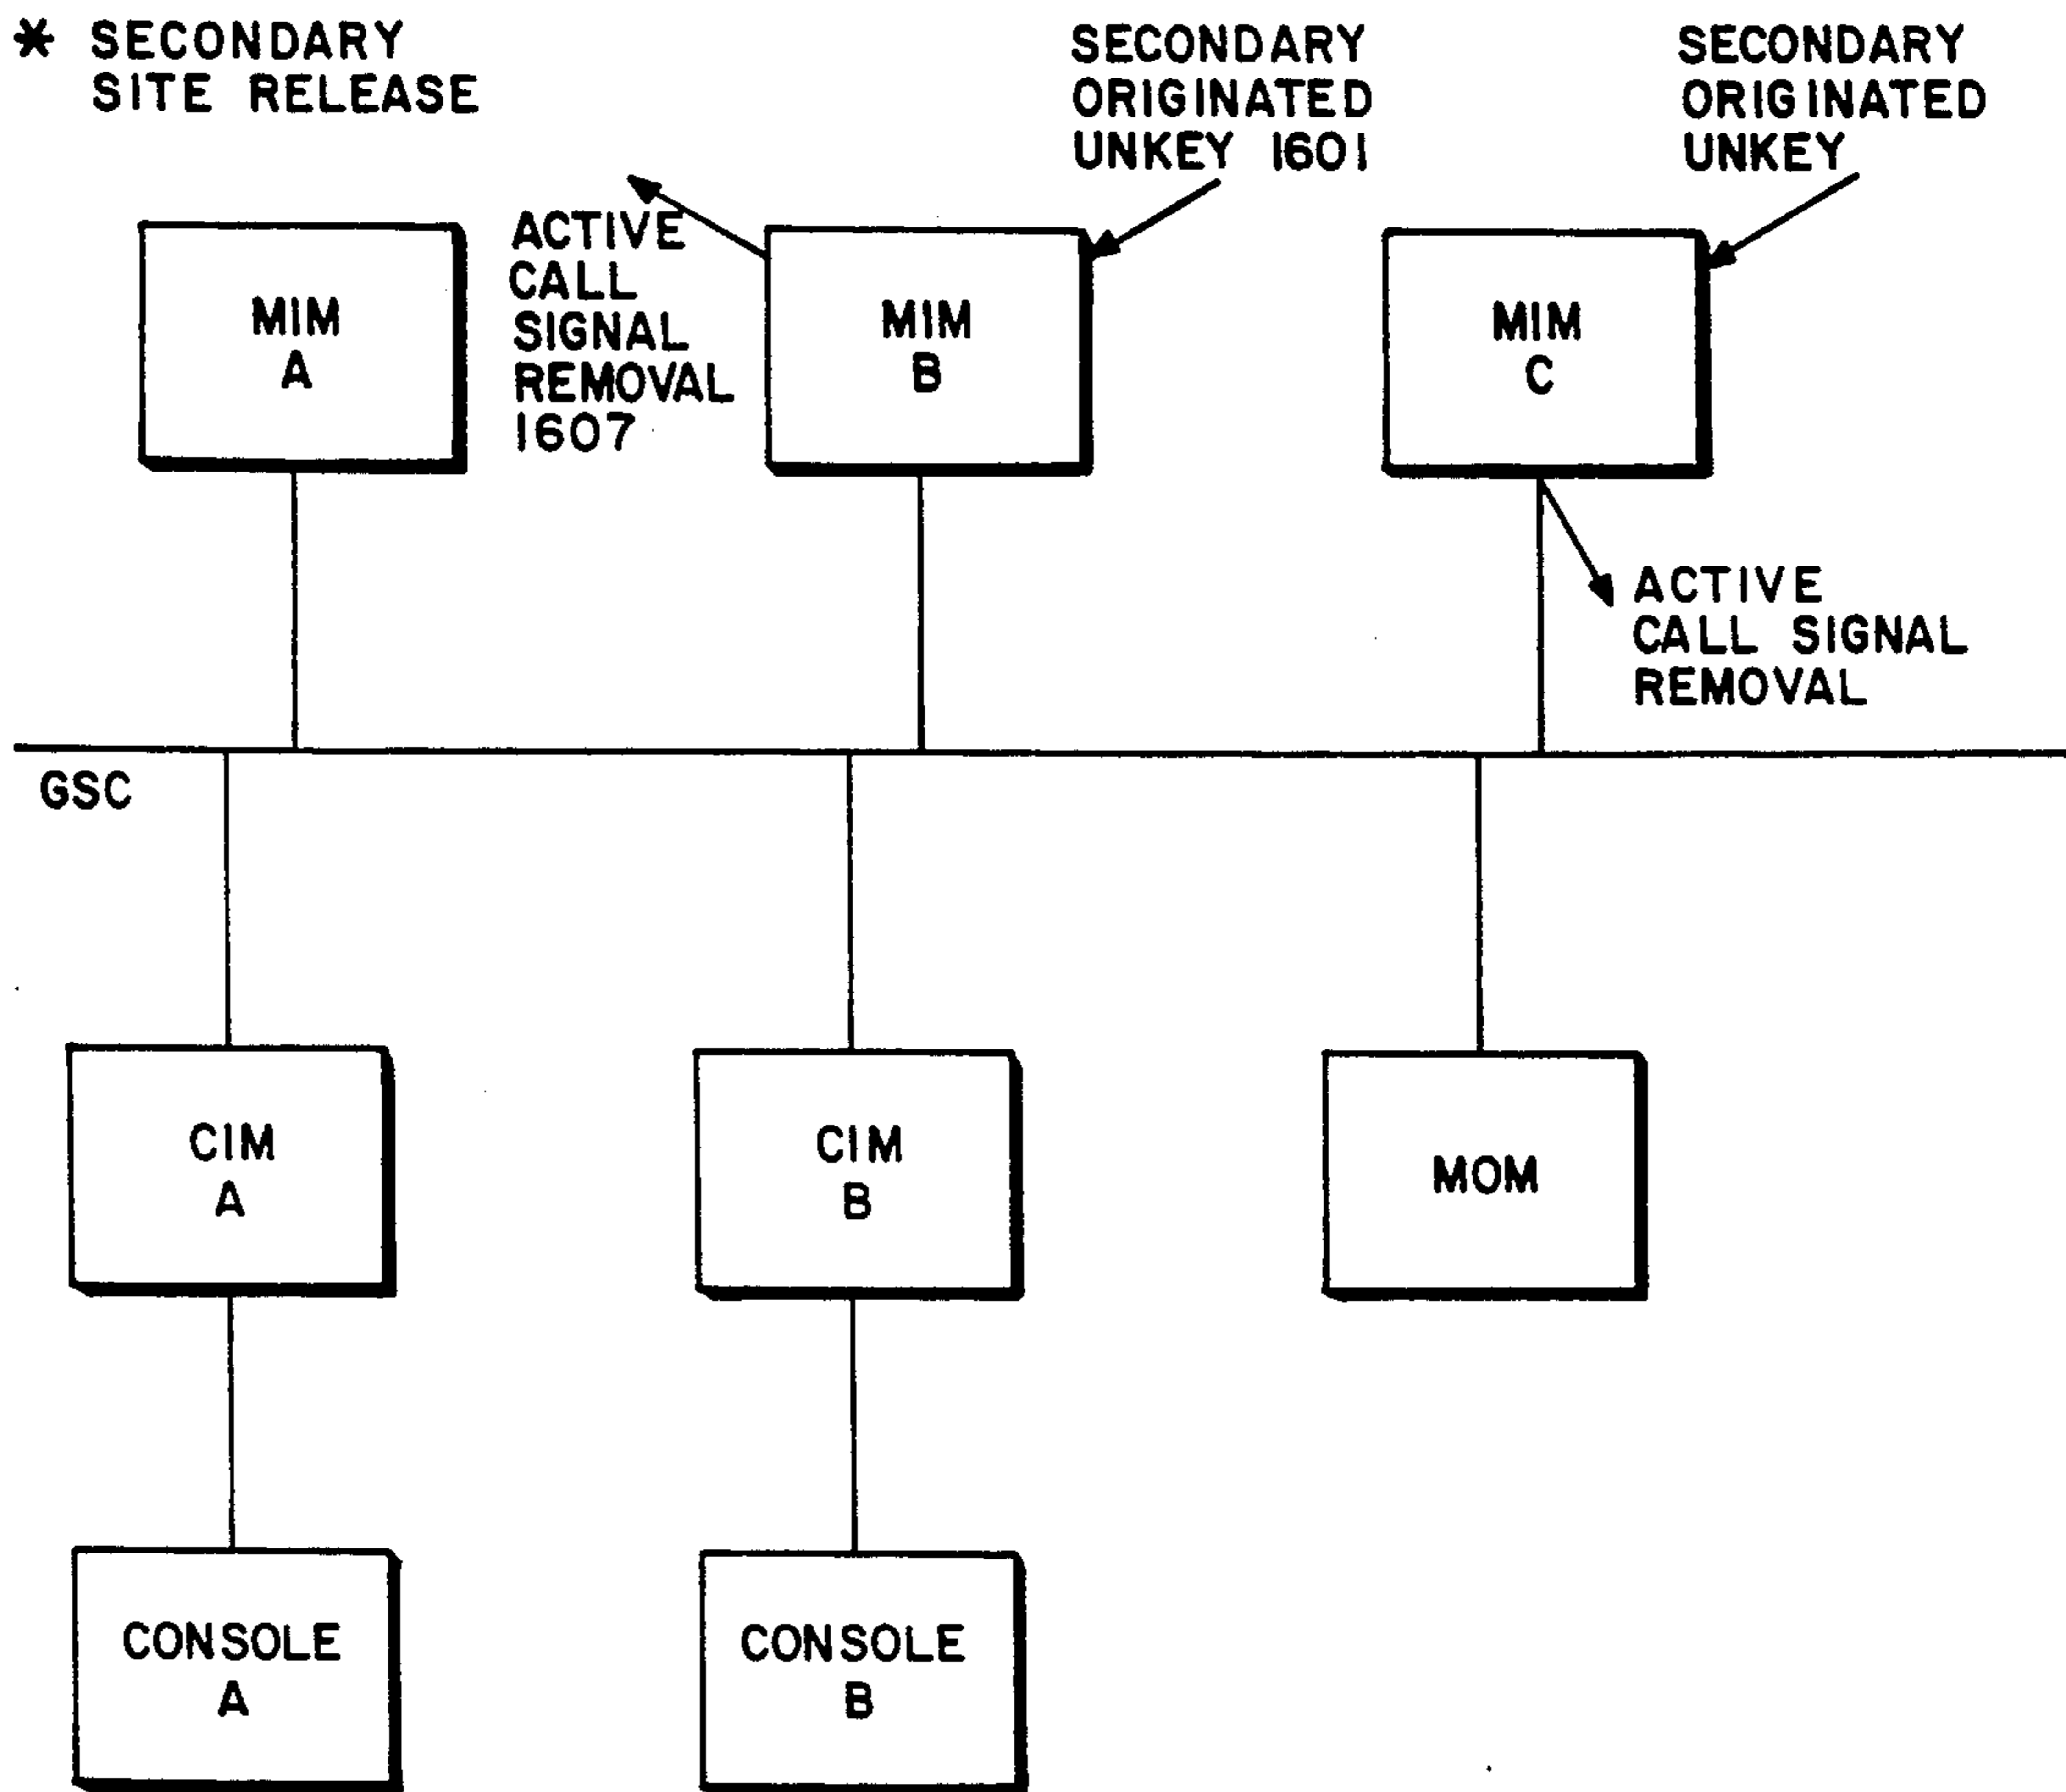 * SECONDARY
SITE RELEASE
SECONDARY
ORIGINATED
UNKEY 1601
SECONDARY
ORIGINATED
UNKEY
MIM
A
ACTIVE
CALL
SIGNAL
REMOVAL
1607
MIM
B
MIM
C
ACTIVE
CALL SIGNAL
REMOVAL
GSC
CIM
A
CIM
B
MOM
CONSOLE
A
CONSOLE
B